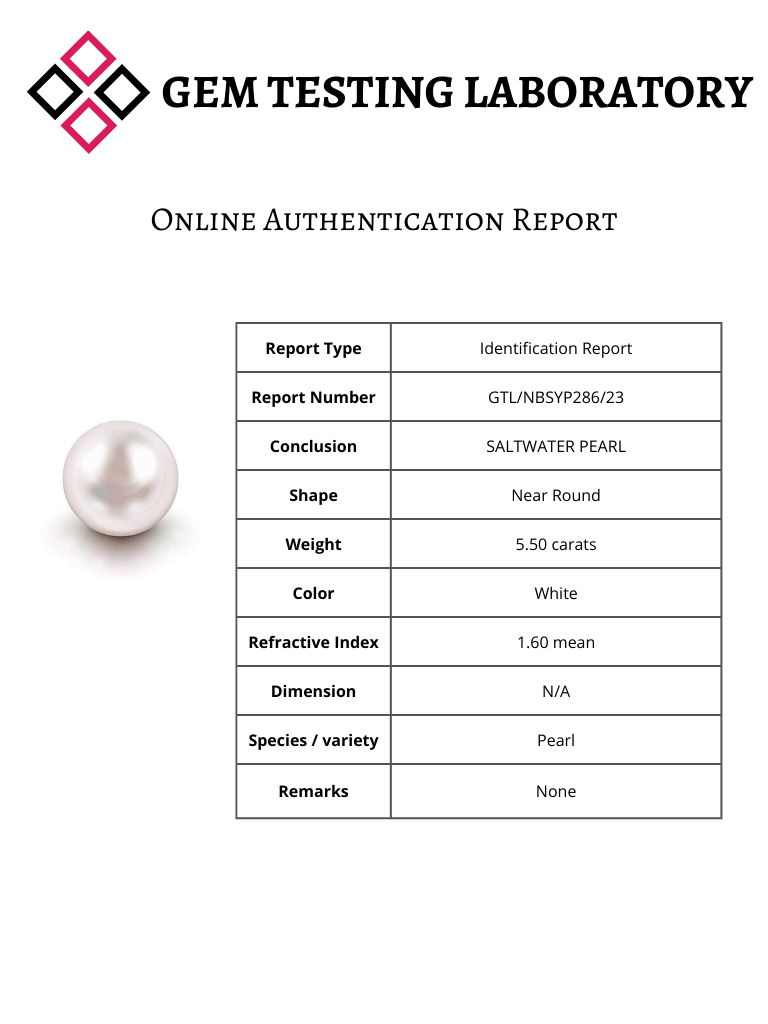 GEM TESTING LABORATORY
Online Authentication Report
Report Type Identification Report
Report Number GTL/NBSYP286/23
Conclusion SALTWATER PEARL
Shape Near Round
Weight 5.50 carats
Color White
Refractive Index 1.60 mean
Dimension N/A
Species / variety Pearl
Remarks None